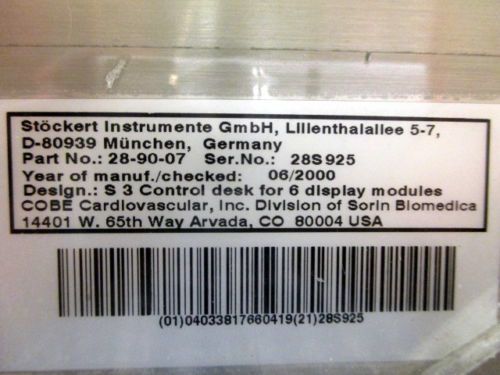 Stöckert Instrumente GmbH, Lilienthalallee 5-7,
D-80939 München, Germany
Part No.: 28-90-07 Ser.No.: 28S925
Year of manuf./checked: 06/2000
Design.: S 3 Control desk for 6 display modules
COBE Cardiovascular, Inc. Division of Sorin Biomedica
14401 W. 65th Way Arvada, CO 80004 USA
(01)04033817660419(21)28S925